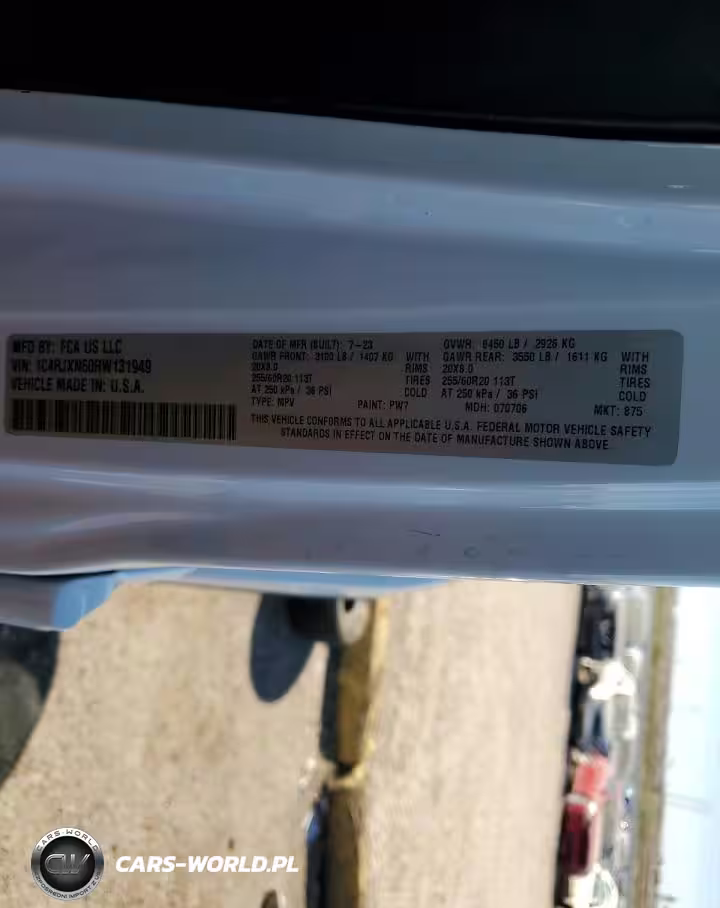 MFD BY: FCA US LLC
VIN: 1C4RJXN60RW131949
VEHICLE MADE IN: U.S.A.
DATE OF MFR (BUILT): 7-23
GVWR: 6450 LB / 2926 KG
GAWR FRONT: 3100 LB / 1407 KG WITH
20X8.0 RIMS
255/60R20 113T TIRES
AT 250 kPa / 36 PSI COLD
GAWR REAR: 3550 LB / 1611 KG WITH
20X8.0 RIMS
255/60R20 113T TIRES
AT 250 kPa / 36 PSI COLD
TYPE: MPV PAINT: PW7 MDH: 070706 MKT: 875
THIS VEHICLE CONFORMS TO ALL APPLICABLE U.S.A. FEDERAL MOTOR VEHICLE SAFETY
STANDARDS IN EFFECT ON THE DATE OF MANUFACTURE SHOWN ABOVE.
CARS-WORLD
CW
CARS-WORLD.PL